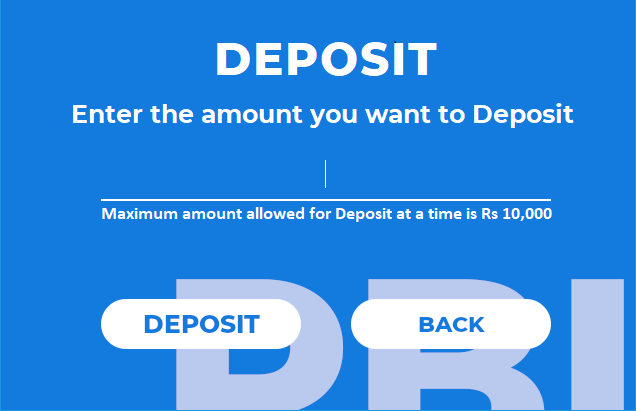 DEPOSIT
Enter the amount you want to Deposit
Maximum amount allowed for Deposit at a time is Rs 10,000
DEPOSIT
BACK